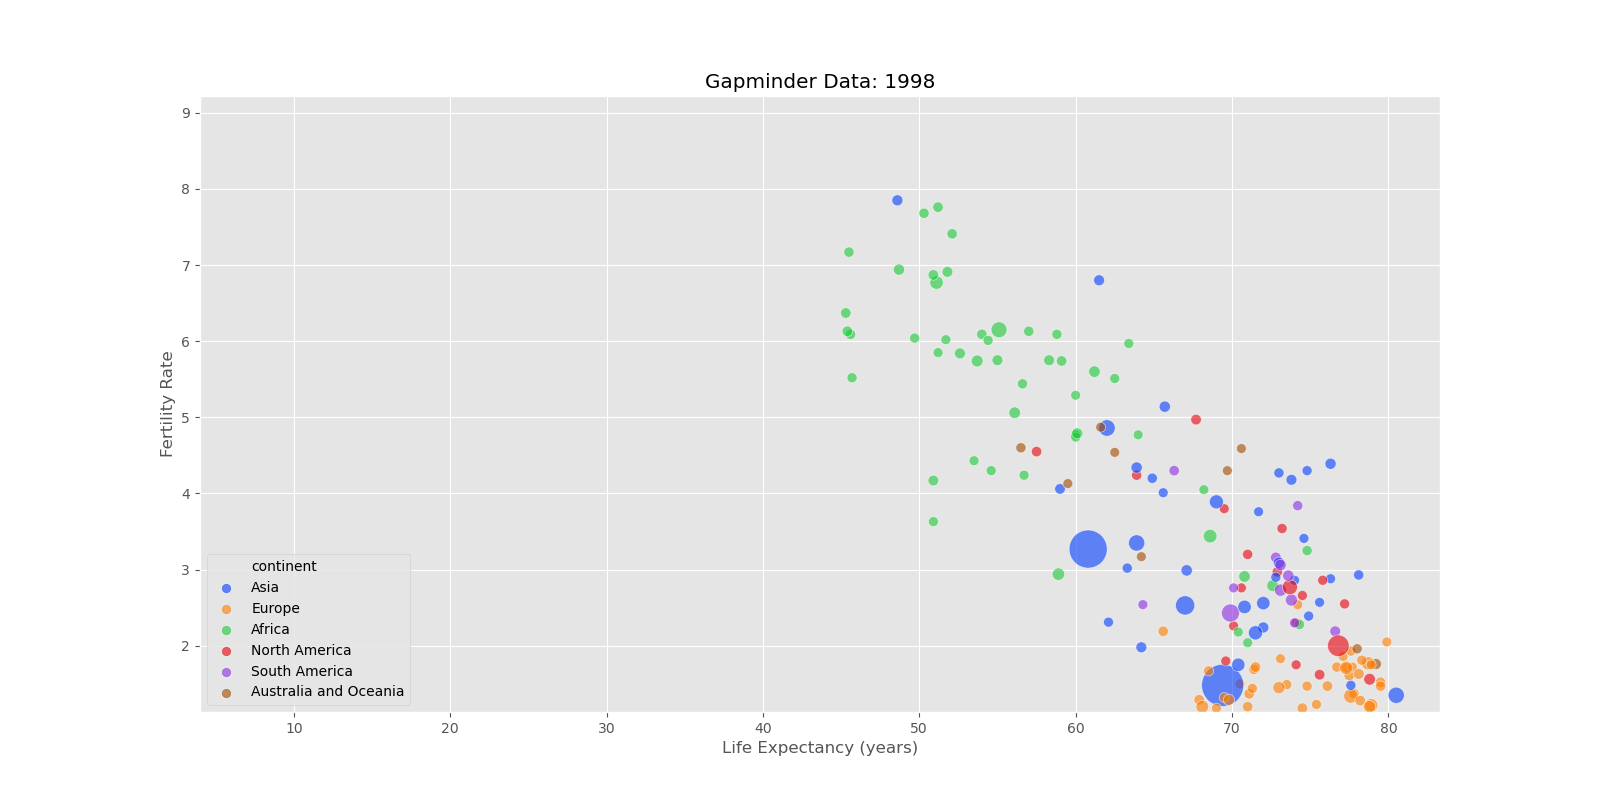 Gapminder Data: 1998
Fertility Rate
9
8
7
6
5
4
3
2
continent
Asia
Europe
Africa
North America
South America
Australia and Oceania
10
20
30
40
50
60
70
80
Life Expectancy (years)